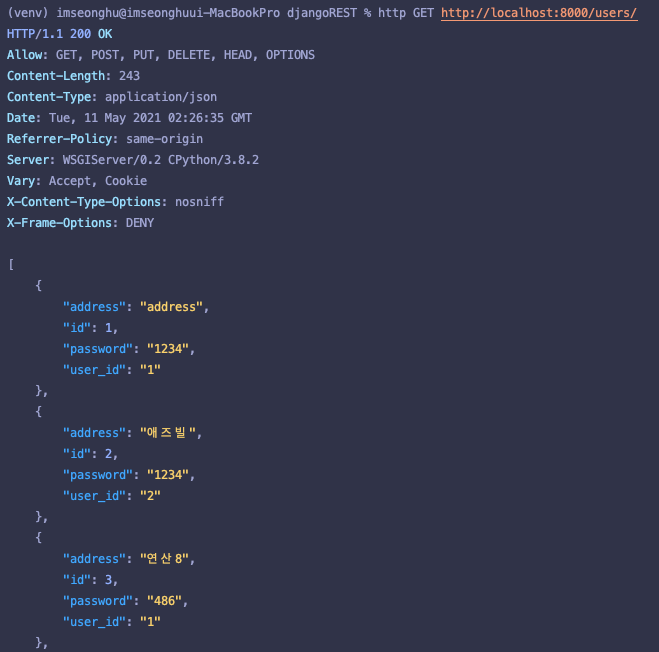 (venv) imseonghu@imseonghuui-MacBookPro djangoREST % http GET http://localhost:8000/users/
HTTP/1.1 200 OK
Allow: GET, POST, PUT, DELETE, HEAD, OPTIONS
Content-Length: 243
Content-Type: application/json
Date: Tue, 11 May 2021 02:26:35 GMT
Referrer-Policy: same-origin
Server: WSGIServer/0.2 CPython/3.8.2
Vary: Accept, Cookie
X-Content-Type-Options: nosniff
X-Frame-Options: DENY

[
    {
        "address": "address",
        "id": 1,
        "password": "1234",
        "user_id": "1"
    },
    {
        "address": "애즈빌",
        "id": 2,
        "password": "1234",
        "user_id": "2"
    },
    {
        "address": "연산8",
        "id": 3,
        "password": "486",
        "user_id": "1"
    },